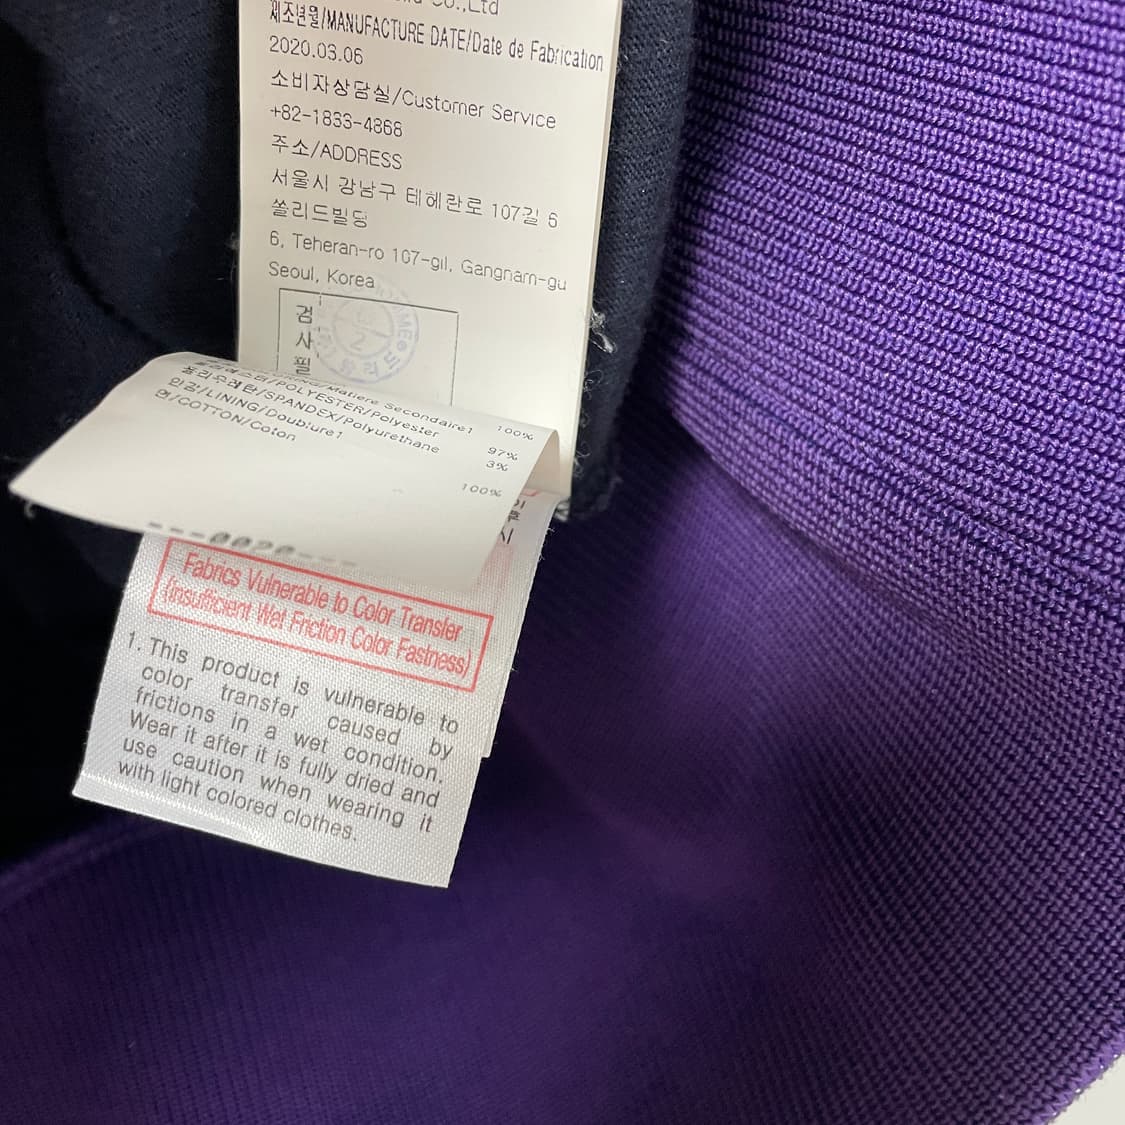 Co.,Ltd
제조년월/MANUFACTURE DATE/Date de Fabrication
2020.03.06
소비자상담실/Customer Service
+82-1833-4868
주소/ADDRESS
서울시 강남구 테헤란로 107길 6
쏠리드빌딩
6, Teheran-ro 107-gil, Gangnam-gu
Seoul, Korea
검
사
필
Matiere Secondaire1
폴리에스터/POLYESTER/Polyester 100%
폴리우레탄/SPANDEX/Polyurethane 97%
안감/LINING/Doublure1 3%
면/COTTON/Coton 100%
Fabrics Vulnerable to Color Transfer
(Insufficient Wet Friction Color Fastness)
1. This product is vulnerable to
color transfer caused by
frictions in a wet condition.
Wear it after it is fully dried and
use caution when wearing it
with light colored clothes.